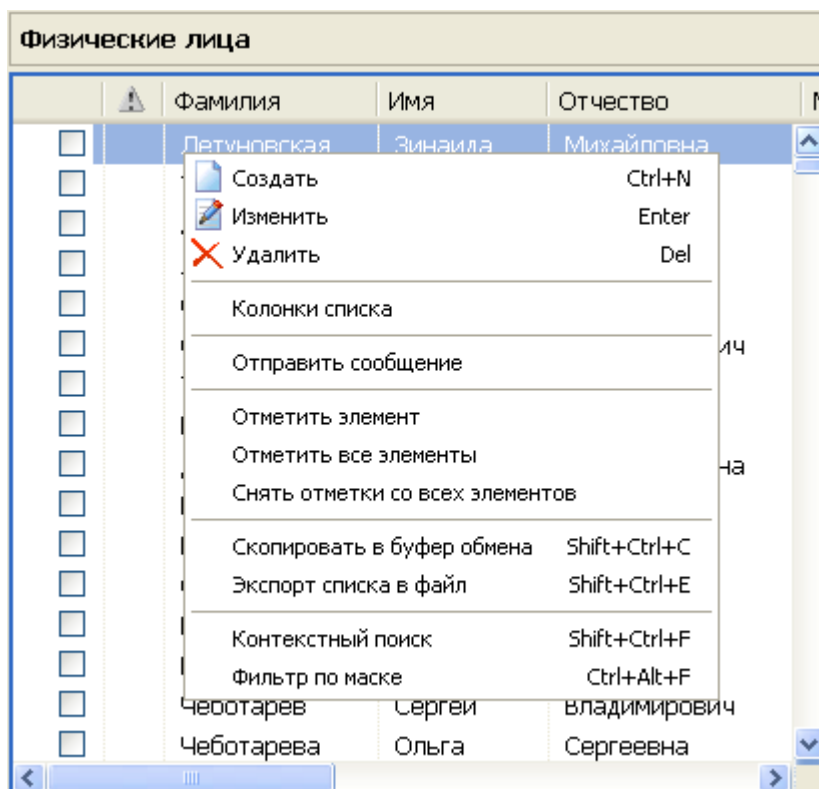 Физические лица
Фамилия Имя Отчество
Летуновская Зинаида Михайловна
Создать Ctrl+N
Изменить Enter
Удалить Del
Колонки списка
Отправить сообщение
Отметить элемент
Отметить все элементы
Снять отметки со всех элементов
Скопировать в буфер обмена Shift+Ctrl+C
Экспорт списка в файл Shift+Ctrl+E
Контекстный поиск Shift+Ctrl+F
Фильтр по маске Ctrl+Alt+F
Чеботарев Сергей Владимирович
Чеботарева Ольга Сергеевна